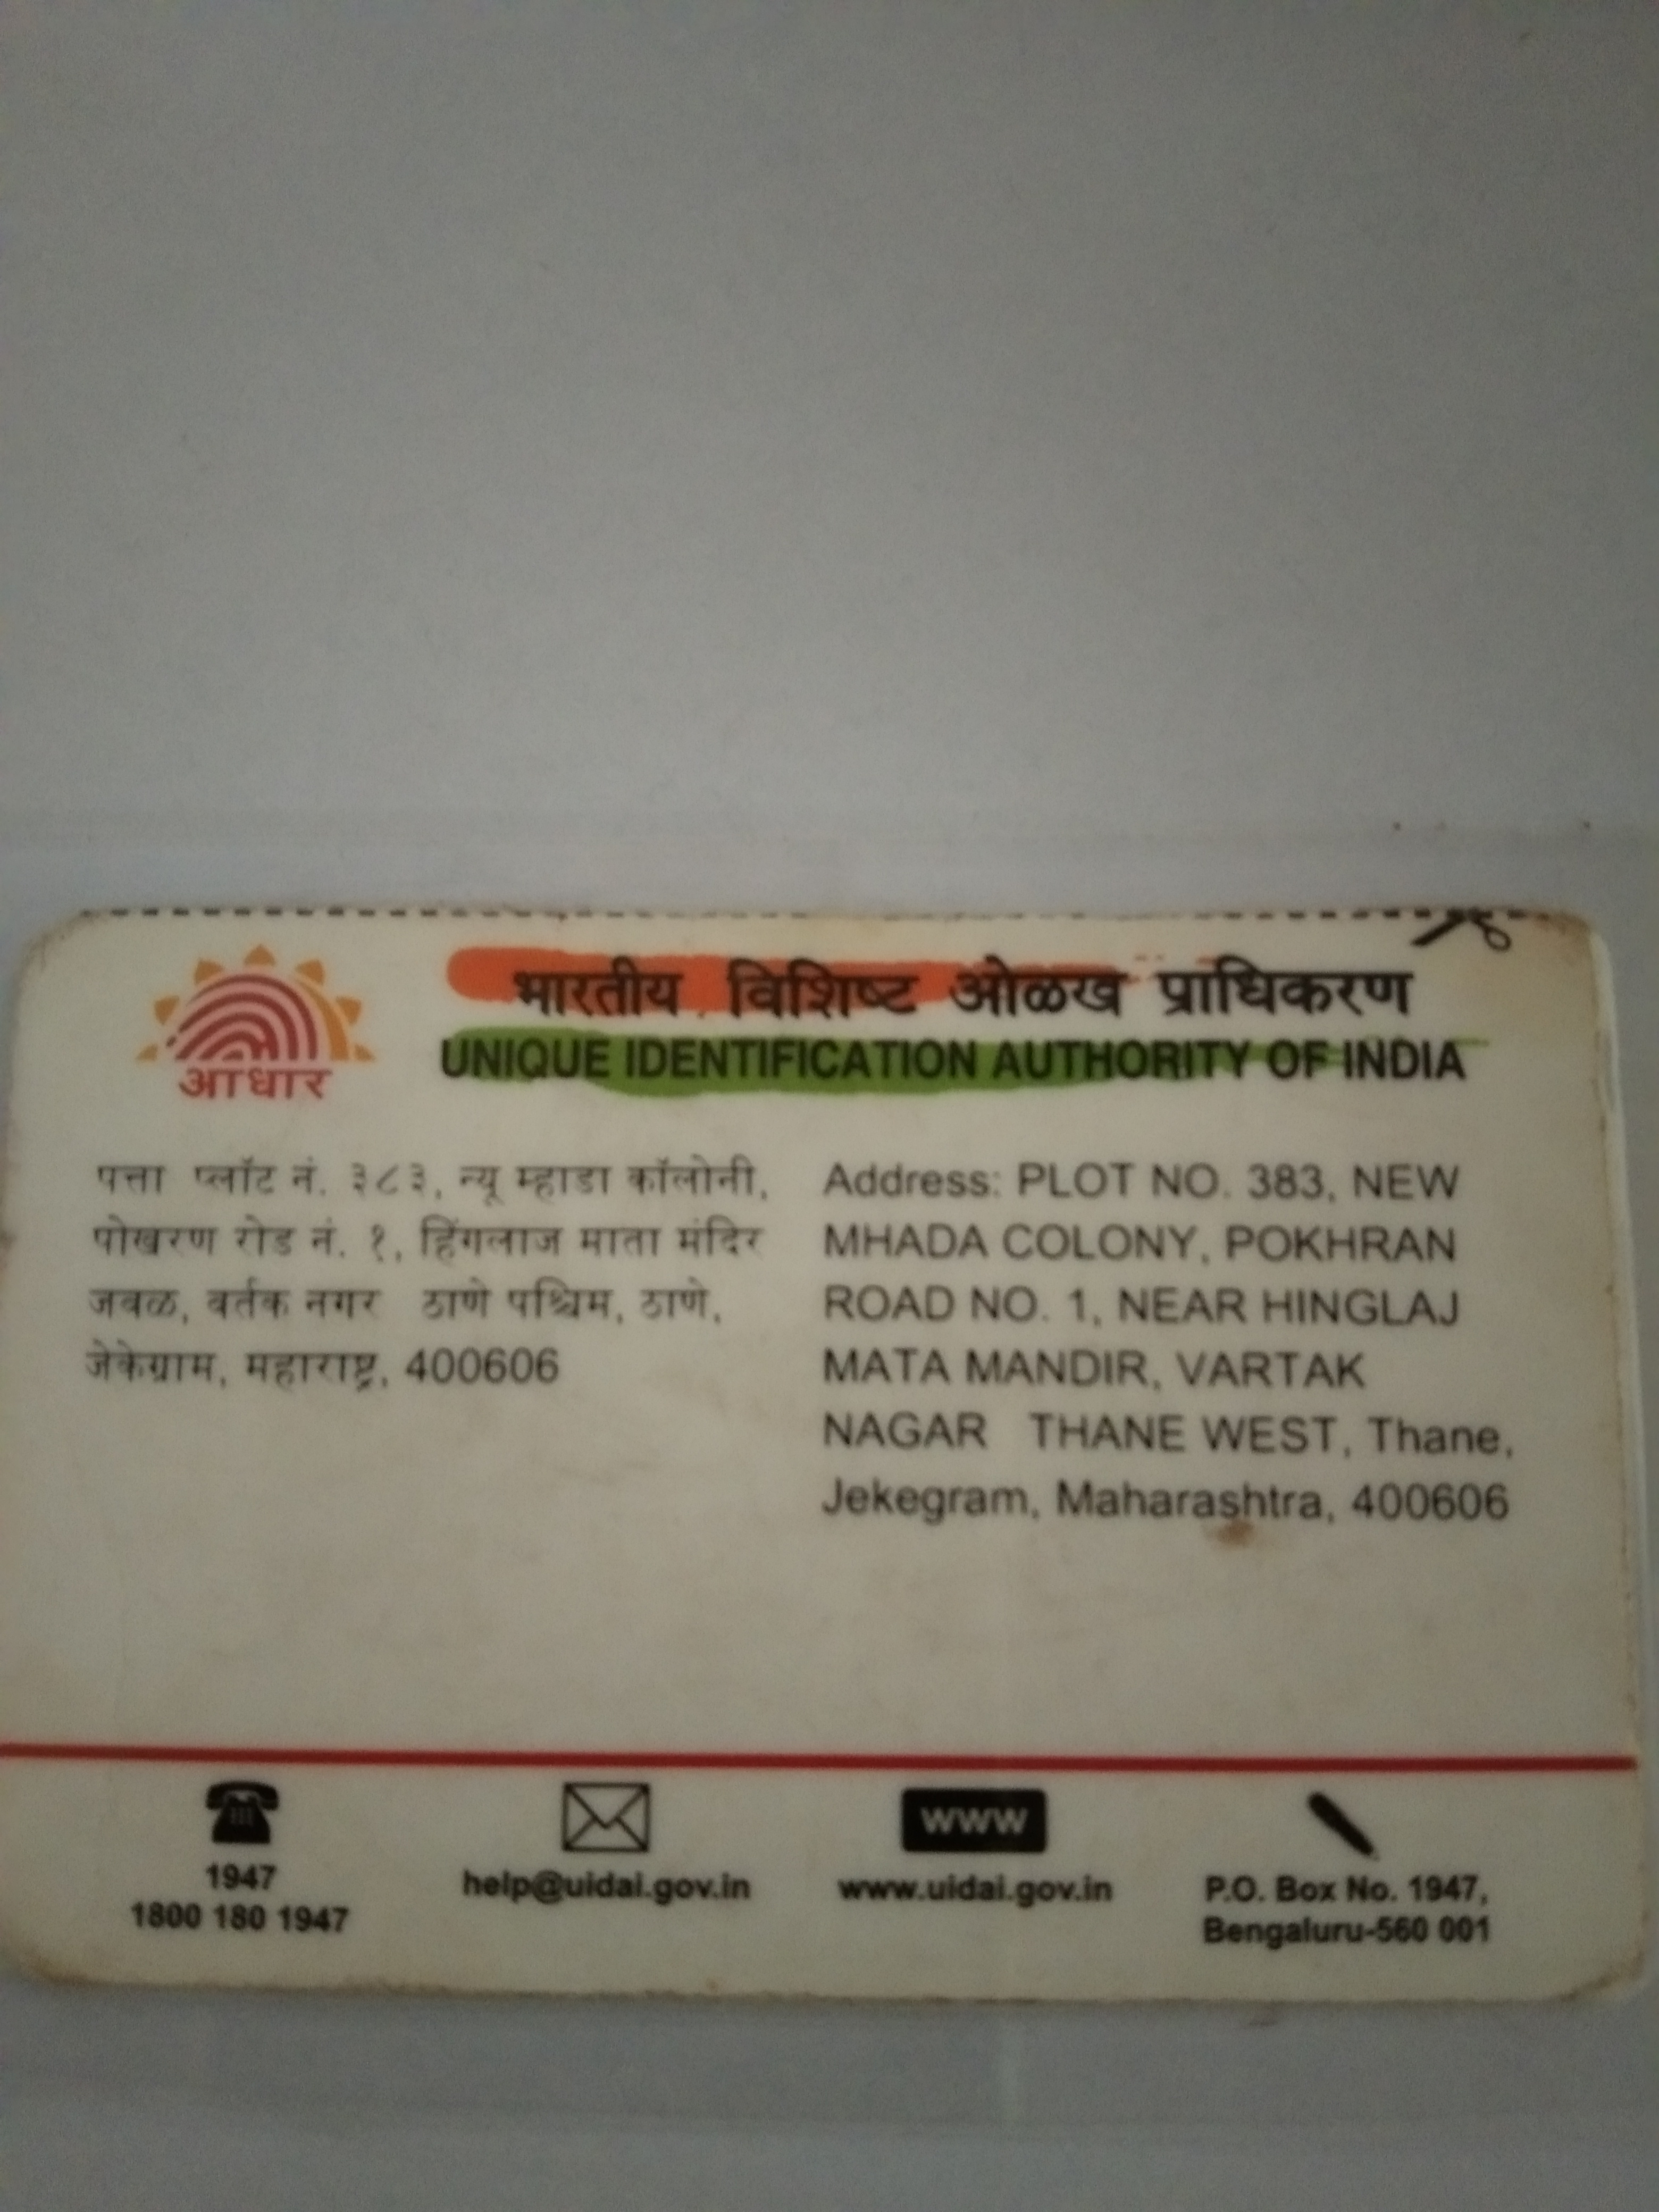 आधार
भारतीय विशिष्ट ओळख प्राधिकरण
UNIQUE IDENTIFICATION AUTHORITY OF INDIA
पत्ता प्लॉट नं. ३८३, न्यू म्हाडा कॉलोनी,
पोखरण रोड नं. १, हिंगलाज माता मंदिर
जवळ, वर्तक नगर ठाणे पश्चिम, ठाणे,
जेकेग्राम, महाराष्ट्र, 400606
Address: PLOT NO. 383, NEW
MHADA COLONY, POKHRAN
ROAD NO. 1, NEAR HINGLAJ
MATA MANDIR, VARTAK
NAGAR THANE WEST, Thane,
Jekegram, Maharashtra, 400606
1947
1800 180 1947
help@uidai.gov.in
www
www.uidai.gov.in
P.O. Box No. 1947,
Bengaluru-560 001